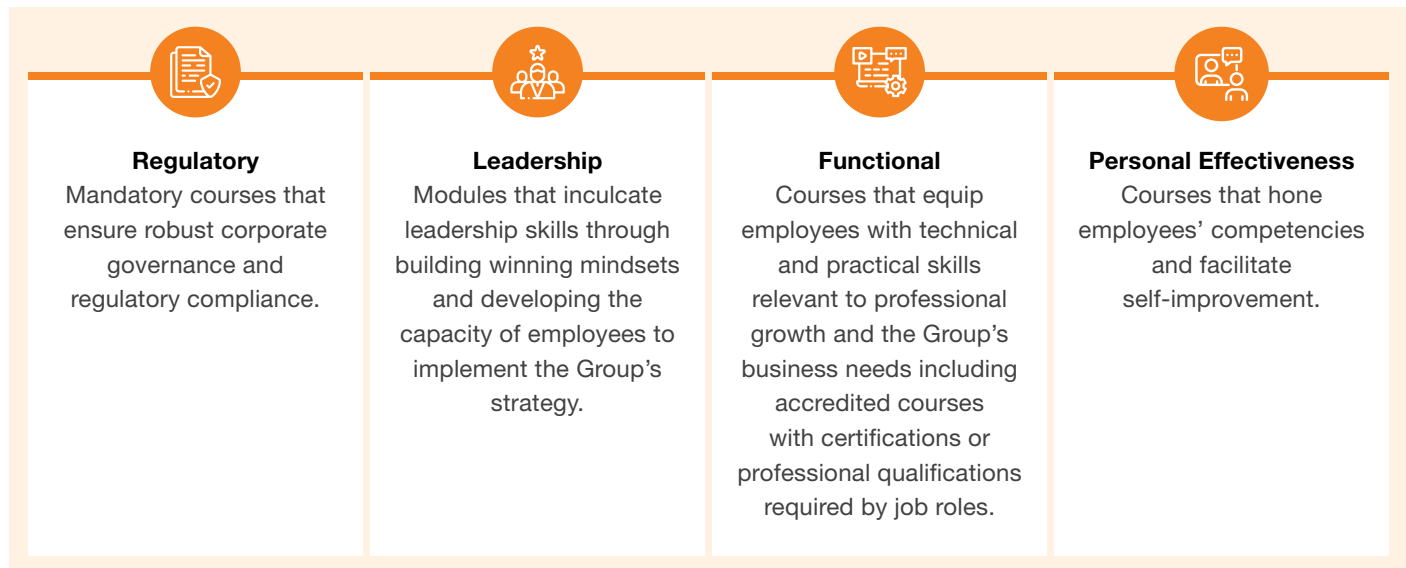 Regulatory
Mandatory courses that
ensure robust corporate
governance and
regulatory compliance.
Leadership
Modules that inculcate
leadership skills through
building winning mindsets
and developing the
capacity of employees to
implement the Group’s
strategy.
Functional
Courses that equip
employees with technical
and practical skills
relevant to professional
growth and the Group’s
business needs including
accredited courses
with certifications or
professional qualifications
required by job roles.
Personal Effectiveness
Courses that hone
employees’ competencies
and facilitate
self-improvement.